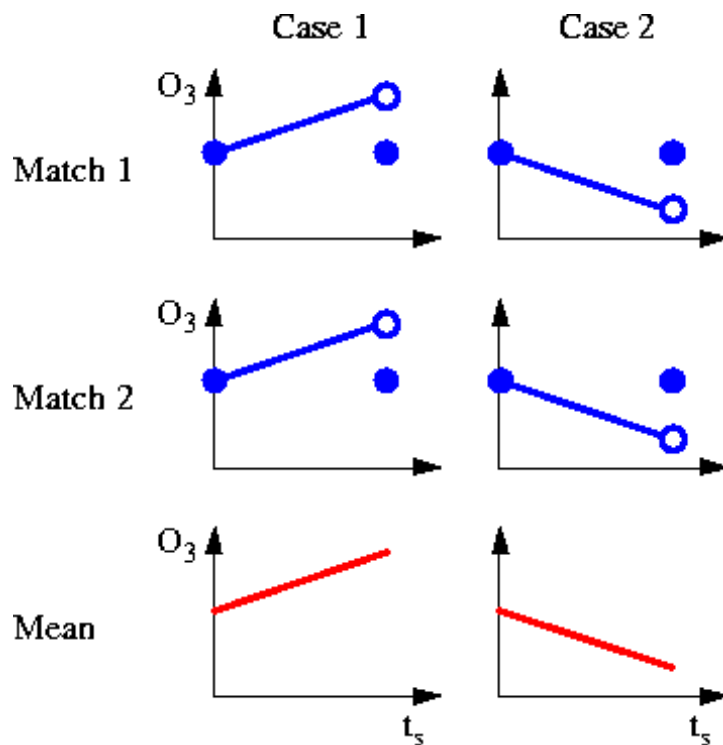 Case 1 Case 2
O₃
Match 1
O₃
Match 2
O₃
Mean
tₛ tₛ